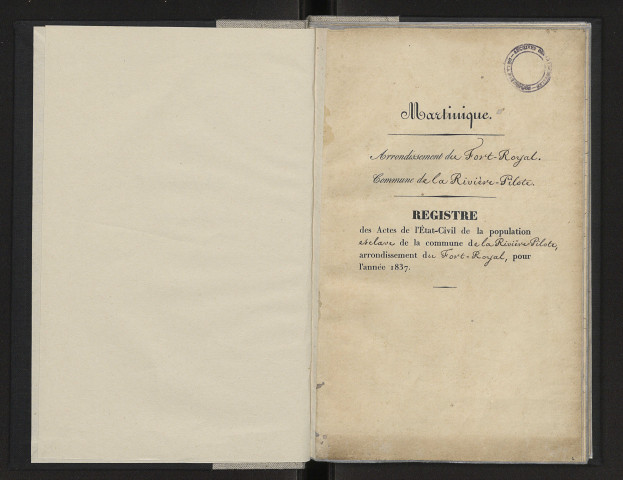 Martinique.
Arrondissement du Fort-Royal.
Commune de la Rivière-Pilote.
REGISTRE
des Actes de l'État-Civil de la population
esclave de la commune de la Rivière Pilote,
arrondissement du Fort-Royal, pour
l'année 1837.